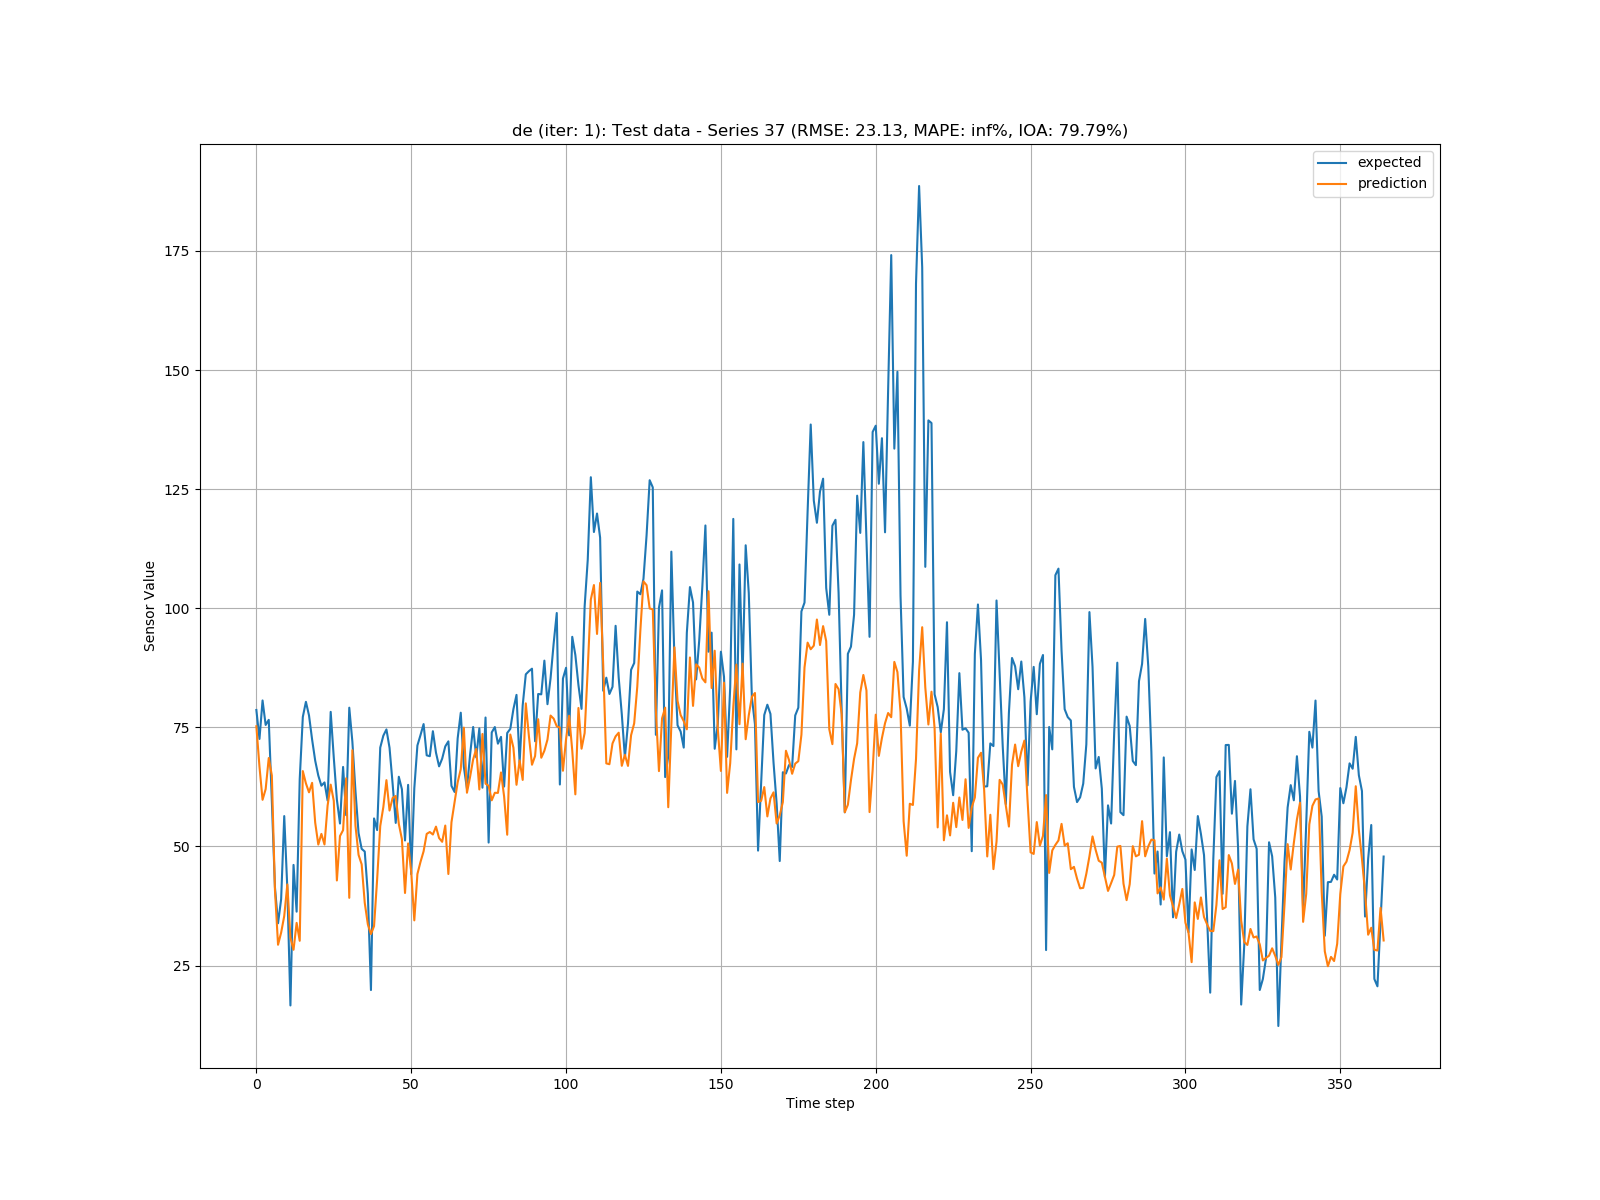 de (iter: 1): Test data - Series 37 (RMSE: 23.13, MAPE: inf%, IOA: 79.79%)
expected
prediction
175
150
125
100
75
50
25
Sensor Value
0 50 100 150 200 250 300 350
Time step